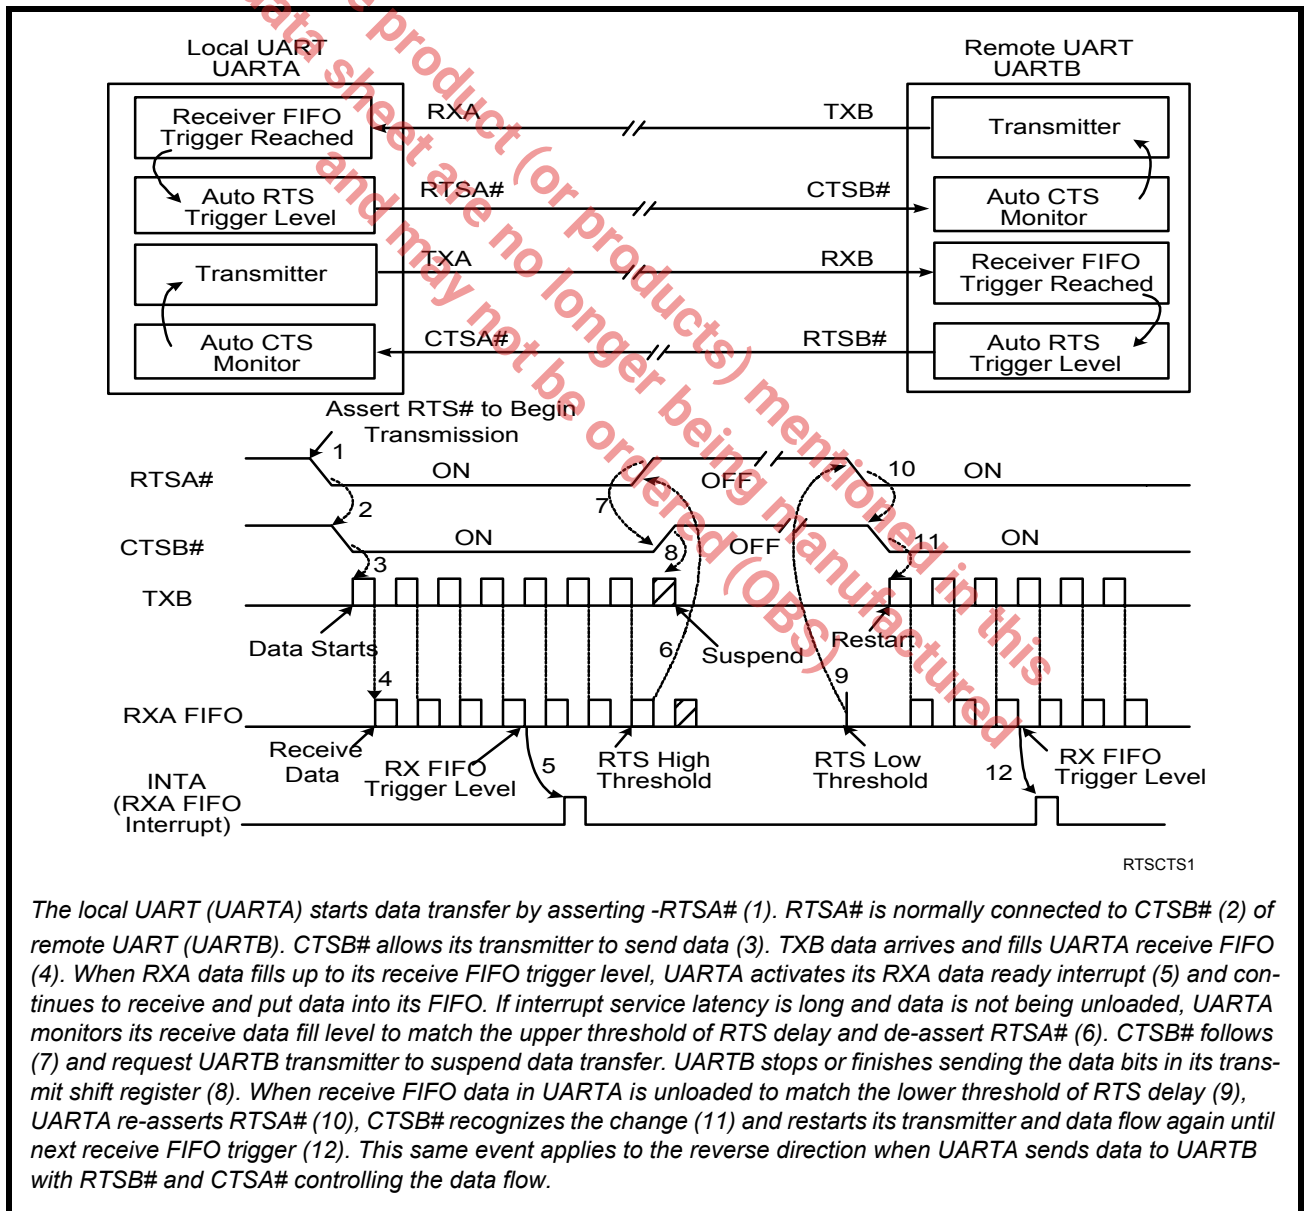 Local UART
UARTA
Remote UART
UARTB
Receiver FIFO
Trigger Reached
RXA
TXB
Transmitter
Auto RTS
Trigger Level
RTSA#
CTSB#
Auto CTS
Monitor
Transmitter
TXA
RXB
Receiver FIFO
Trigger Reached
Auto CTS
Monitor
CTSA#
RTSB#
Auto RTS
Trigger Level
Assert RTS# to Begin
Transmission
RTSA#
1
ON
OFF
10
ON
2
7
CTSB#
ON
8
OFF
11
ON
3
TXB
Data Starts
6
Suspend
Restart
4
9
RXA FIFO
Receive
Data
RX FIFO
Trigger Level
5
RTS High
Threshold
RTS Low
Threshold
12
RX FIFO
Trigger Level
INTA
(RXA FIFO
Interrupt)
RTSCTS1
The local UART (UARTA) starts data transfer by asserting -RTSA# (1). RTSA# is normally connected to CTSB# (2) of
remote UART (UARTB). CTSB# allows its transmitter to send data (3). TXB data arrives and fills UARTA receive FIFO
(4). When RXA data fills up to its receive FIFO trigger level, UARTA activates its RXA data ready interrupt (5) and con-
tinues to receive and put data into its FIFO. If interrupt service latency is long and data is not being unloaded, UARTA
monitors its receive data fill level to match the upper threshold of RTS delay and de-assert RTSA# (6). CTSB# follows
(7) and request UARTB transmitter to suspend data transfer. UARTB stops or finishes sending the data bits in its trans-
mit shift register (8). When receive FIFO data in UARTA is unloaded to match the lower threshold of RTS delay (9),
UARTA re-asserts RTSA# (10), CTSB# recognizes the change (11) and restarts its transmitter and data flow again until
next receive FIFO trigger (12). This same event applies to the reverse direction when UARTA sends data to UARTB
with RTSB# and CTSA# controlling the data flow.
product (or products) mentioned in this
data sheet are no longer being manufactured
and may not be ordered (OBS)